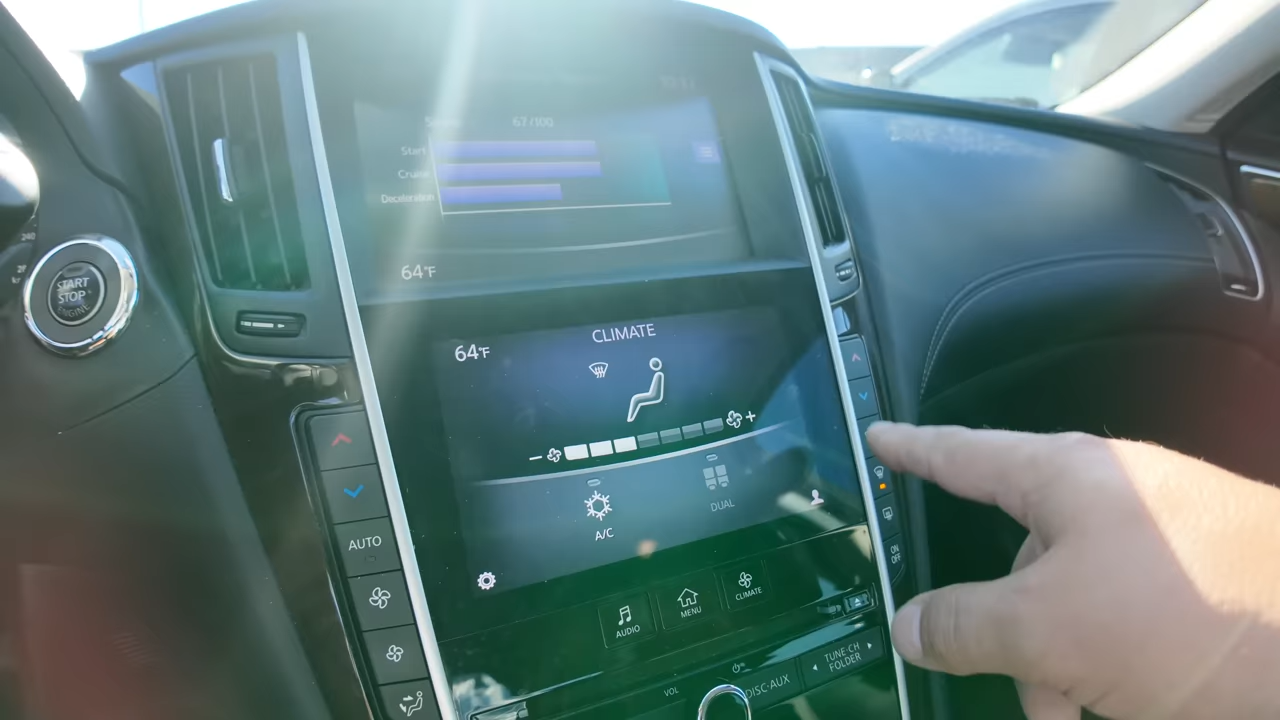 67/100
Start
Cruise
Deceleration
64°F
START
STOP
ENGINE
CLIMATE
64°F
- +
A/C
DUAL
AUTO
ON
OFF
AUDIO
MENU
CLIMATE
VOL
DISC·AUX
TUNE·CH
FOLDER